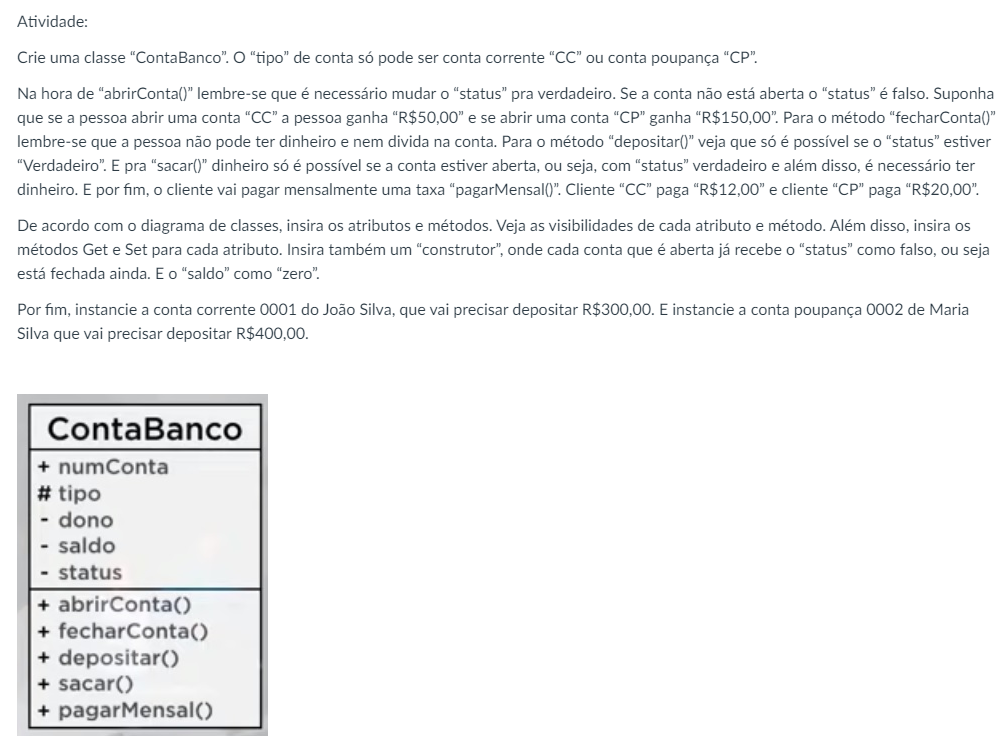 Atividade:
Crie uma classe “ContaBanco”. O “tipo” de conta só pode ser conta corrente “CC” ou conta poupança “CP”.
Na hora de “abrirConta()” lembre-se que é necessário mudar o “status” pra verdadeiro. Se a conta não está aberta o “status” é falso. Suponha
que se a pessoa abrir uma conta “CC” a pessoa ganha “R$50,00” e se abrir uma conta “CP” ganha “R$150,00”. Para o método “fecharConta()”
lembre-se que a pessoa não pode ter dinheiro e nem divida na conta. Para o método “depositar()” veja que só é possível se o “status” estiver
“Verdadeiro”. E pra “sacar()” dinheiro só é possível se a conta estiver aberta, ou seja, com “status” verdadeiro e além disso, é necessário ter
dinheiro. E por fim, o cliente vai pagar mensalmente uma taxa “pagarMensal()”. Cliente “CC” paga “R$12,00” e cliente “CP” paga “R$20,00”.
De acordo com o diagrama de classes, insira os atributos e métodos. Veja as visibilidades de cada atributo e método. Além disso, insira os
métodos Get e Set para cada atributo. Insira também um “construtor”, onde cada conta que é aberta já recebe o “status” como falso, ou seja
está fechada ainda. E o “saldo” como “zero”.
Por fim, instancie a conta corrente 0001 do João Silva, que vai precisar depositar R$300,00. E instancie a conta poupança 0002 de Maria
Silva que vai precisar depositar R$400,00.
ContaBanco
+ numConta
# tipo
- dono
- saldo
- status
+ abrirConta()
+ fecharConta()
+ depositar()
+ sacar()
+ pagarMensal()